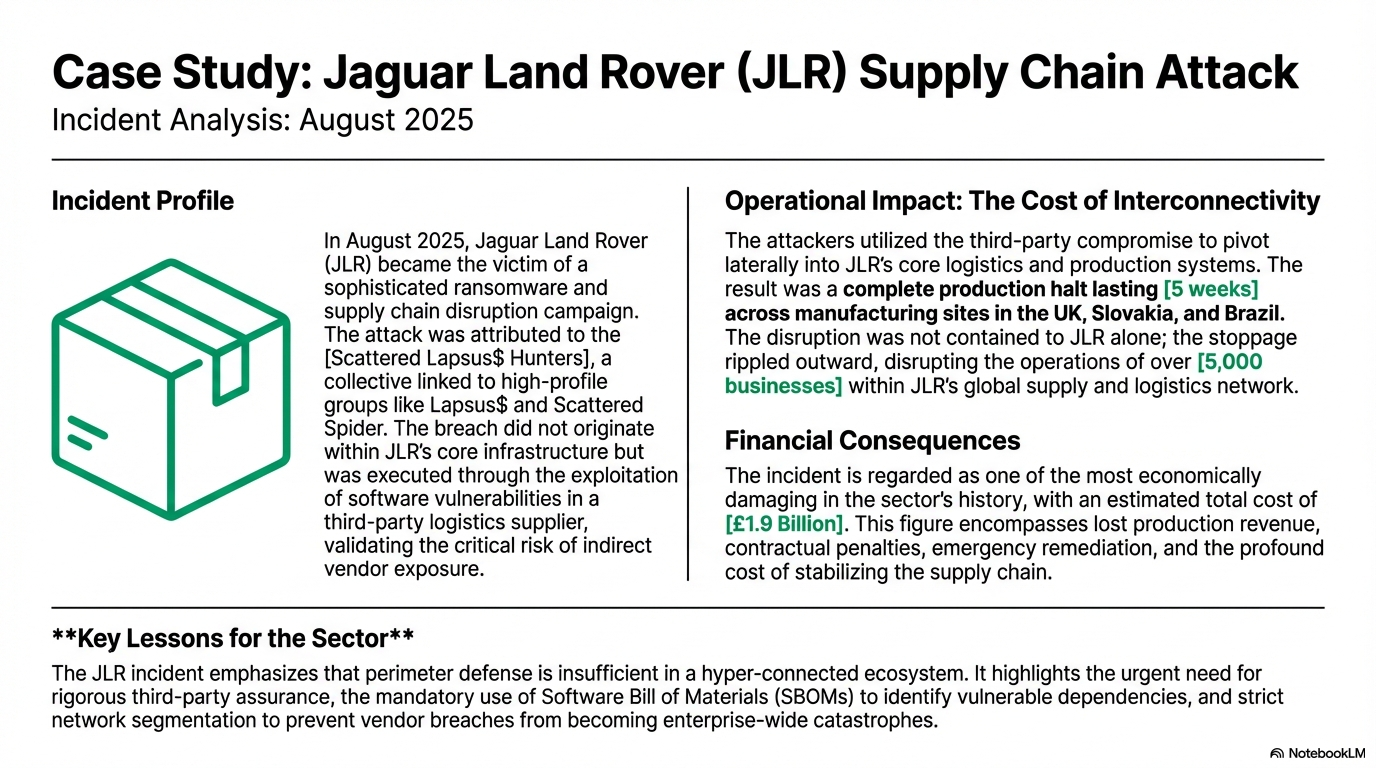 Case Study: Jaguar Land Rover (JLR) Supply Chain Attack
Incident Analysis: August 2025
Incident Profile
In August 2025, Jaguar Land Rover
(JLR) became the victim of a
sophisticated ransomware and
supply chain disruption campaign.
The attack was attributed to the
[Scattered Lapsus$ Hunters], a
collective linked to high-profile
groups like Lapsus$ and Scattered
Spider. The breach did not originate
within JLR's core infrastructure but
was executed through the exploitation
of software vulnerabilities in a
third-party logistics supplier,
validating the critical risk of indirect
vendor exposure.
Operational Impact: The Cost of Interconnectivity
The attackers utilized the third-party compromise to pivot
laterally into JLR's core logistics and production systems. The
result was a complete production halt lasting [5 weeks]
across manufacturing sites in the UK, Slovakia, and Brazil.
The disruption was not contained to JLR alone; the stoppage
rippled outward, disrupting the operations of over [5,000
businesses] within JLR's global supply and logistics network.
Financial Consequences
The incident is regarded as one of the most economically
damaging in the sector's history, with an estimated total cost of
[£1.9 Billion]. This figure encompasses lost production revenue,
contractual penalties, emergency remediation, and the profound
cost of stabilizing the supply chain.
**Key Lessons for the Sector**
The JLR incident emphasizes that perimeter defense is insufficient in a hyper-connected ecosystem. It highlights the urgent need for
rigorous third-party assurance, the mandatory use of Software Bill of Materials (SBOMs) to identify vulnerable dependencies, and strict
network segmentation to prevent vendor breaches from becoming enterprise-wide catastrophes.
NotebookLM